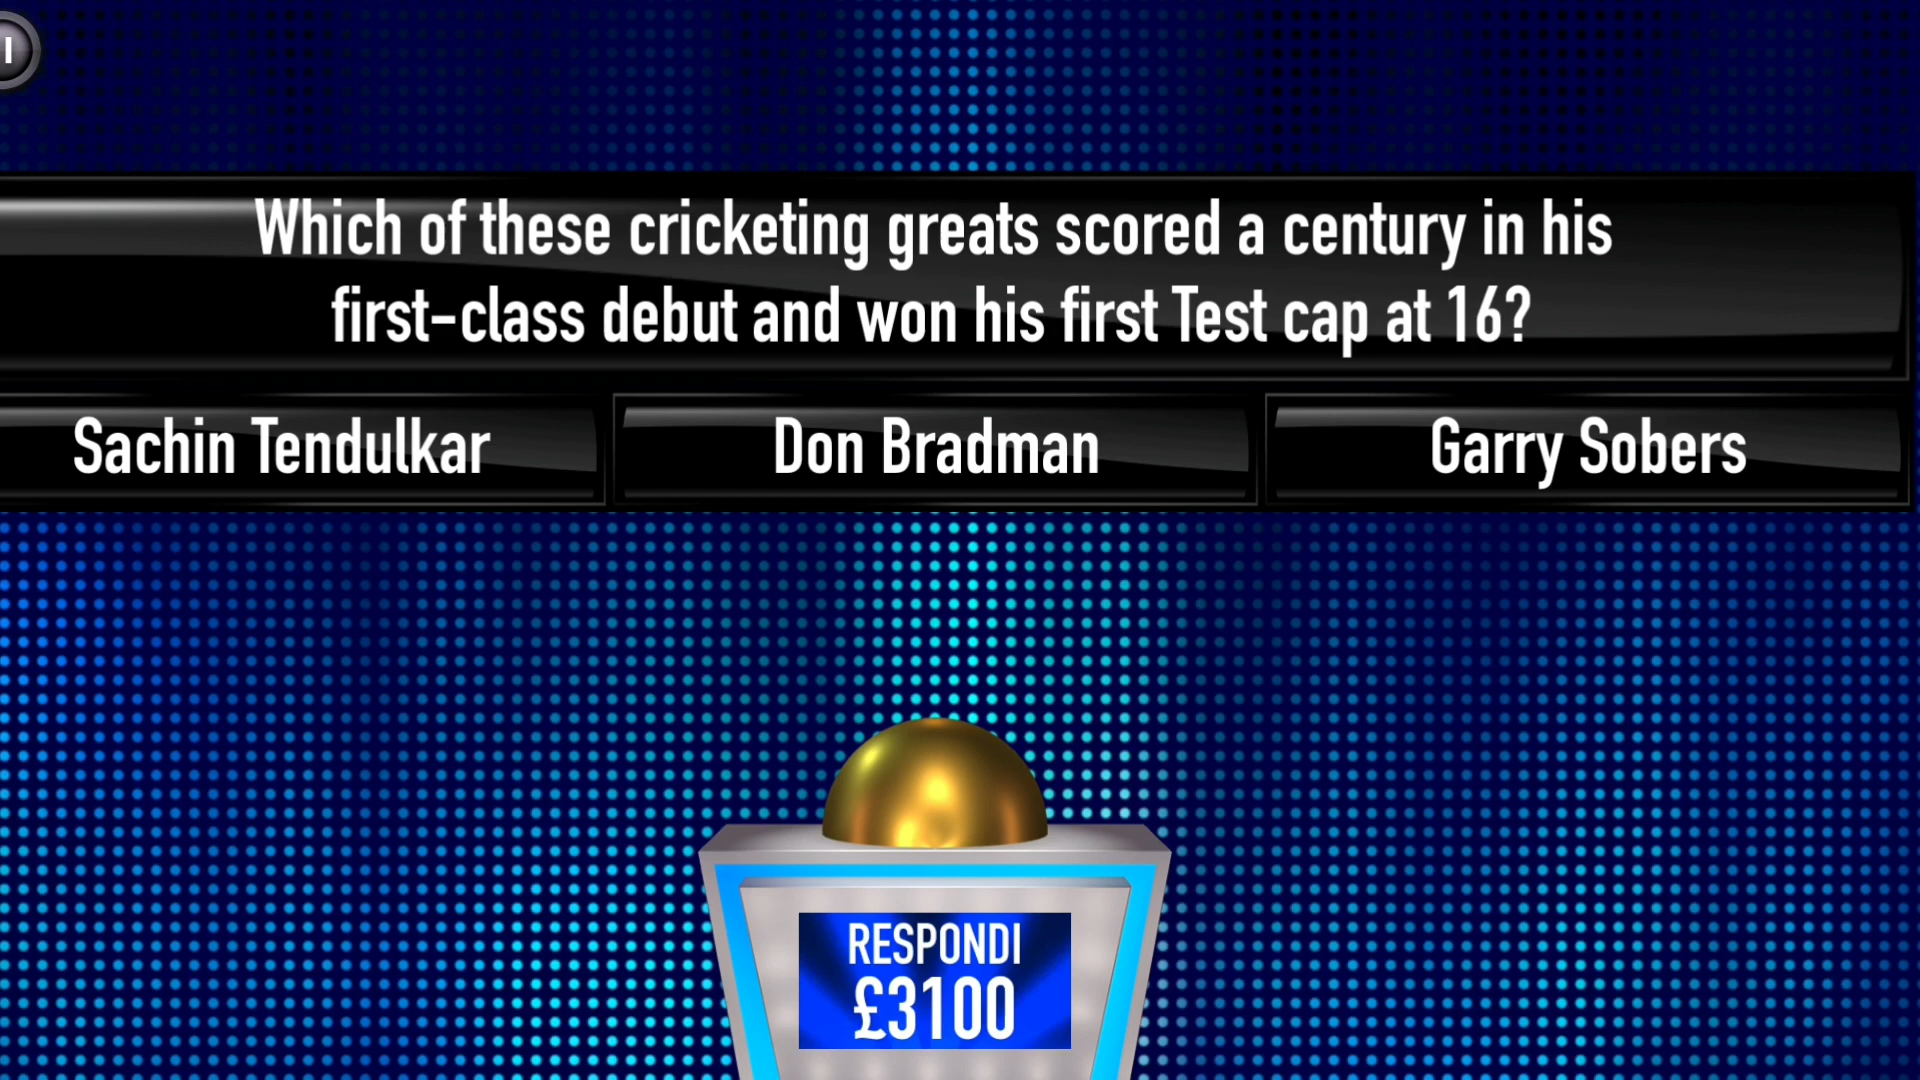 Which of these cricketing greats scored a century in his
first-class debut and won his first Test cap at 16?
Sachin Tendulkar
Don Bradman
Garry Sobers
RESPONDI
£3100